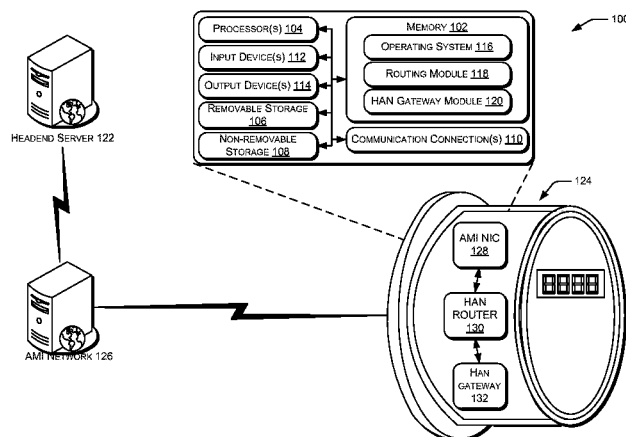 100
PROCESSOR(S) 104
INPUT DEVICE(S) 112
OUTPUT DEVICE(S) 114
REMOVABLE STORAGE
106
NON-REMOVABLE
STORAGE 108
MEMORY 102
OPERATING SYSTEM 116
ROUTING MODULE 118
HAN GATEWAY MODULE 120
COMMUNICATION CONNECTION(S) 110
HEADEND SERVER 122
124
AMI NIC
128
HAN
ROUTER
130
HAN
GATEWAY
132
8888
AMI NETWORK 126